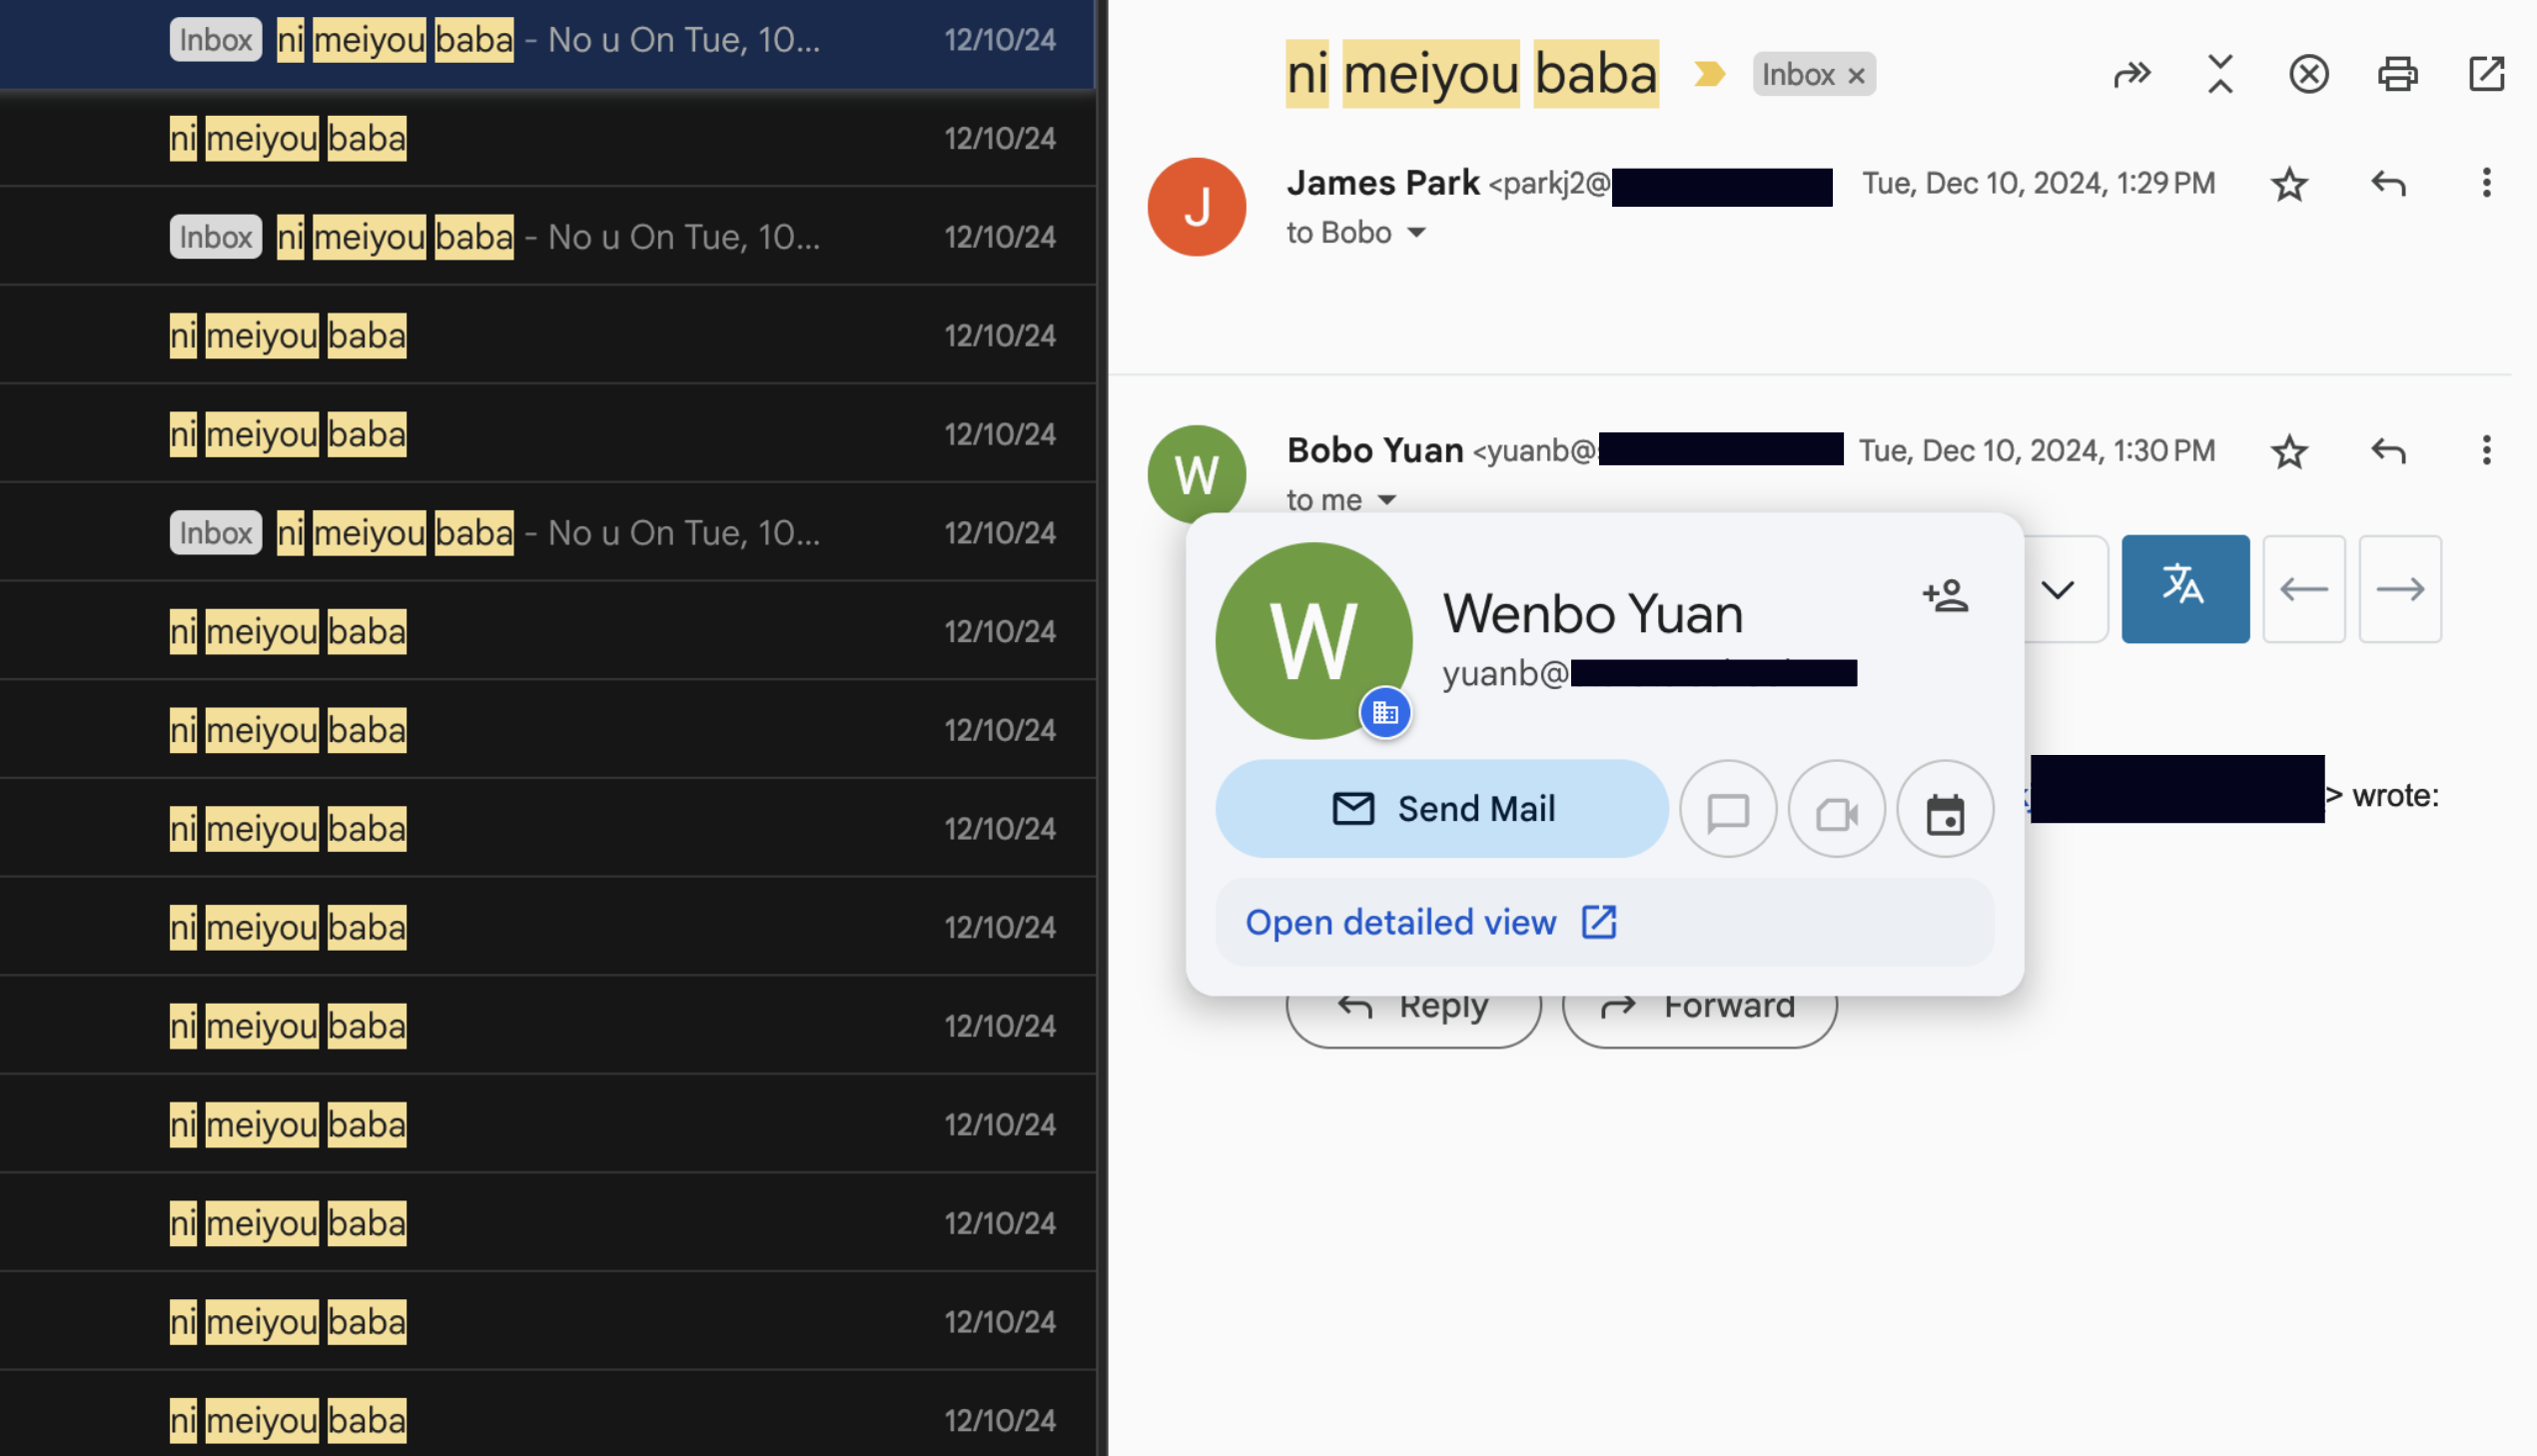 Inbox ni meiyou baba - No u On Tue, 10... 12/10/24
ni meiyou baba 12/10/24
Inbox ni meiyou baba - No u On Tue, 10... 12/10/24
ni meiyou baba 12/10/24
ni meiyou baba 12/10/24
Inbox ni meiyou baba - No u On Tue, 10... 12/10/24
ni meiyou baba 12/10/24
ni meiyou baba 12/10/24
ni meiyou baba 12/10/24
ni meiyou baba 12/10/24
ni meiyou baba 12/10/24
ni meiyou baba 12/10/24
ni meiyou baba 12/10/24
ni meiyou baba 12/10/24
ni meiyou baba 12/10/24
ni meiyou baba Inbox ×
J
James Park <parkj2@ Tue, Dec 10, 2024, 1:29 PM
to Bobo
W
Bobo Yuan <yuanb@ Tue, Dec 10, 2024, 1:30 PM
to me
W
Wenbo Yuan
yuanb@
Send Mail
> wrote:
Open detailed view
Reply Forward